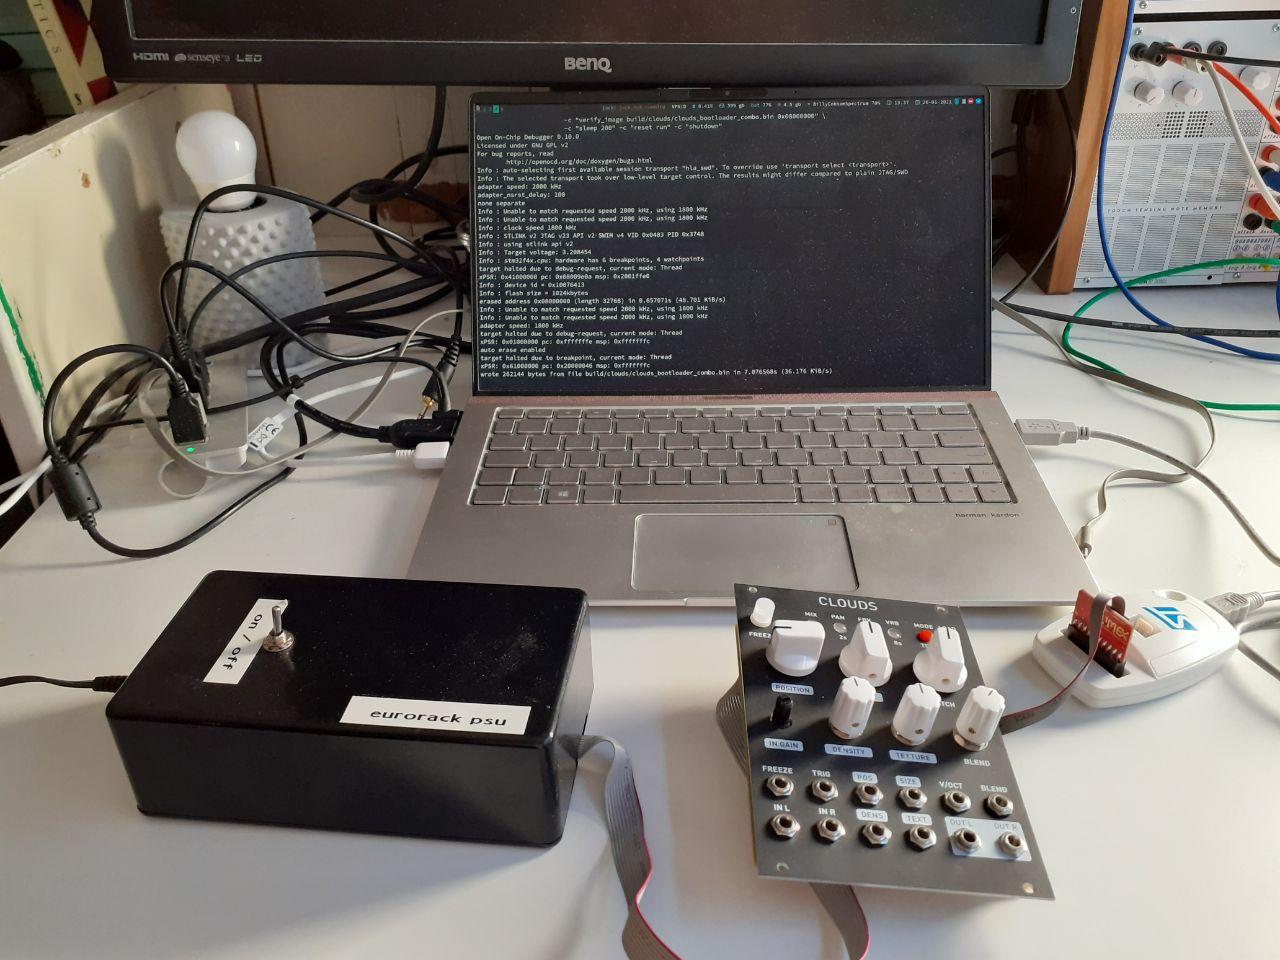 HDMI senseye 3 LED
BenQ
-c "verify_image build/clouds/clouds_bootloader_combo.bin 0x08000000" \
-c "sleep 200" -c "reset run" -c "shutdown"
Open On-Chip Debugger 0.10.0
Licensed under GNU GPL v2
For bug reports, read
http://openocd.org/doc/doxygen/bugs.html
Info : auto-selecting first available session transport "hla_swd". To override use 'transport select <transport>'.
Info : The selected transport took over low-level target control. The results might differ compared to plain JTAG/SWD
adapter speed: 2000 kHz
adapter_nsrst_delay: 100
none separate
Info : Unable to match requested speed 2000 kHz, using 1800 kHz
Info : Unable to match requested speed 2000 kHz, using 1800 kHz
Info : clock speed 1800 kHz
Info : STLINK v2 JTAG v23 API v2 SWIM v4 VID 0x0483 PID 0x3748
Info : using stlink api v2
Info : Target voltage: 3.208454
Info : stm32f4x.cpu: hardware has 6 breakpoints, 4 watchpoints
target halted due to debug-request, current mode: Thread
xPSR: 0x41000000 pc: 0x08009e0a msp: 0x2001ffe0
Info : device id = 0x10076413
Info : flash size = 1024kbytes
erased address 0x08000000 (length 32768) in 0.657071s (48.701 KiB/s)
Info : Unable to match requested speed 2000 kHz, using 1800 kHz
Info : Unable to match requested speed 2000 kHz, using 1800 kHz
adapter speed: 1800 kHz
target halted due to debug-request, current mode: Thread
xPSR: 0x01000000 pc: 0xfffffffe msp: 0xfffffffc
auto erase enabled
target halted due to breakpoint, current mode: Thread
xPSR: 0x61000000 pc: 0x20000046 msp: 0xfffffffc
wrote 262144 bytes from file build/clouds/clouds_bootloader_combo.bin in 7.076568s (36.176 KiB/s)
harman/kardon
TOUCH SENSING NOTE MEMORY
QUADRATURE
on / off
eurorack psu
CLOUDS
FREEZE
MIX
PAN
2s
FBK
VRB
8s
MODE
POSITION
IN GAIN
DENSITY
TEXTURE
BLEND
FREEZE
TRIG
POS
SIZE
V/OCT
BLEND
IN L
IN R
DENS
TEXT
OUT L
OUT R